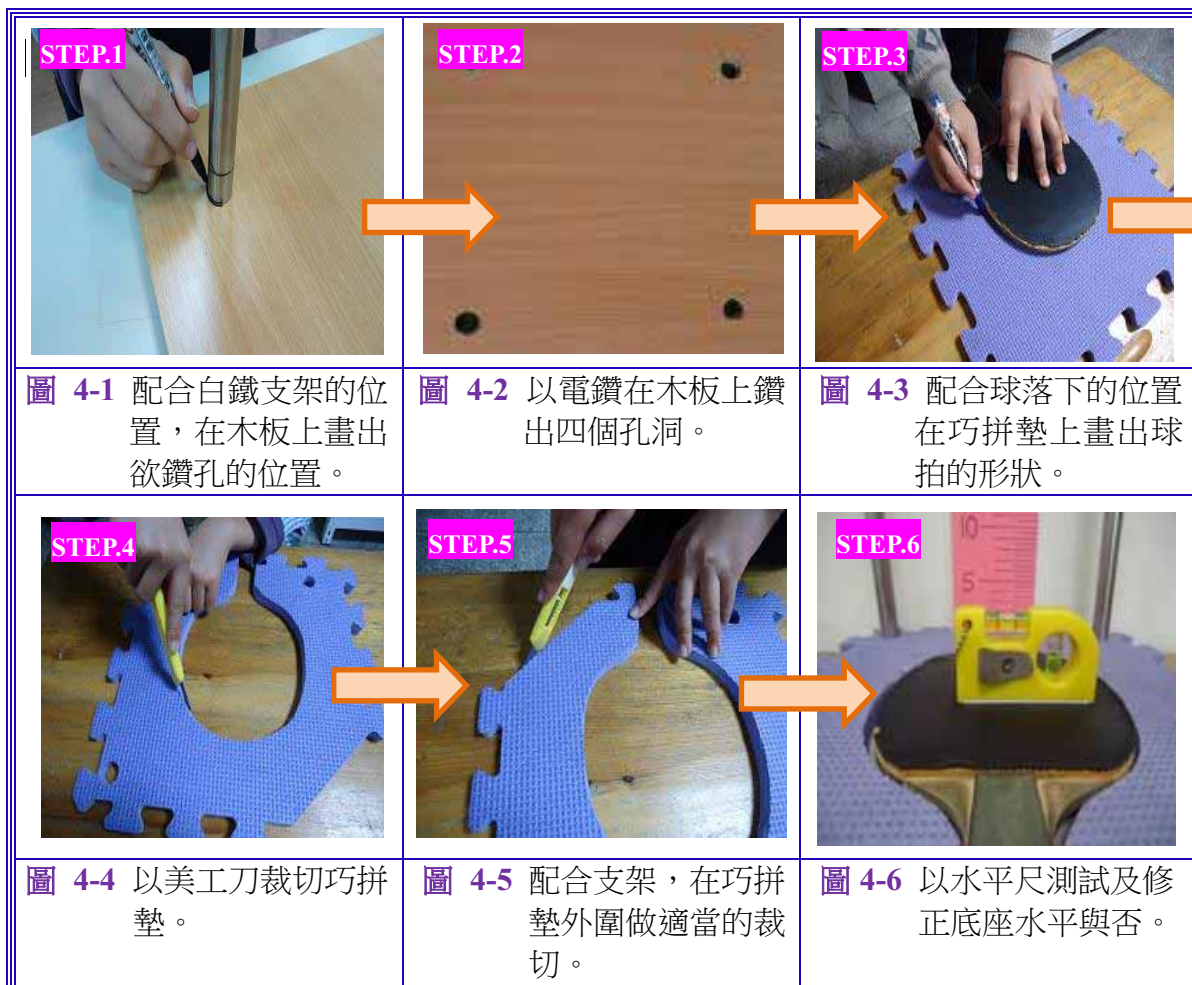 STEP.1
STEP.2
STEP.3
圖 4-1 配合白鐵支架的位
置，在木板上畫出
欲鑽孔的位置。
圖 4-2 以電鑽在木板上鑽
出四個孔洞。
圖 4-3 配合球落下的位置
在巧拼墊上畫出球
拍的形狀。
STEP.4
STEP.5
STEP.6
10
5
圖 4-4 以美工刀裁切巧拼
墊。
圖 4-5 配合支架，在巧拼
墊外圍做適當的裁
切。
圖 4-6 以水平尺測試及修
正底座水平與否。